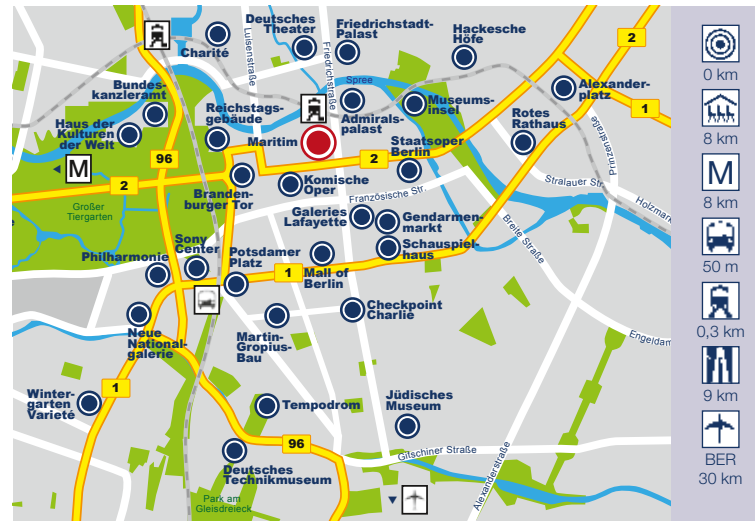 Charité
Deutsches
Theater
Friedrichstadt-
Palast
Hackesche
Höfe
Luisenstraße
Friedrichstraße
2
1
Alexander-
platz
Bundes-
kanzleramt
Haus der
Kulturen
der Welt
Reichstags-
gebäude
Maritim
Spree
Admirals-
palast
Museums-
insel
Rotes
Rathaus
Prinzenstraße
Staatsoper
Berlin
96
2
M
2
Großer
Tiergarten
Branden-
burger Tor
Komische
Oper
Französische Str.
Stralauer Str.
Holzmark
Galeries
Lafayette
Gendarmen-
markt
Schauspiel-
haus
Breite Straße
Sony
Center
Philharmonie
Potsdamer
Platz
1
Mall of
Berlin
Checkpoint
Charlie
Neue
National-
galerie
Martin-
Gropius-
Bau
Engeldam
1
Winter-
garten
Varieté
Tempodrom
Jüdisches
Museum
96
Gitschiner Straße
Deutsches
Technikmuseum
Alexanderstraße
Park am
Gleisdreieck
0 km
8 km
M
8 km
50 m
0,3 km
9 km
BER
30 km